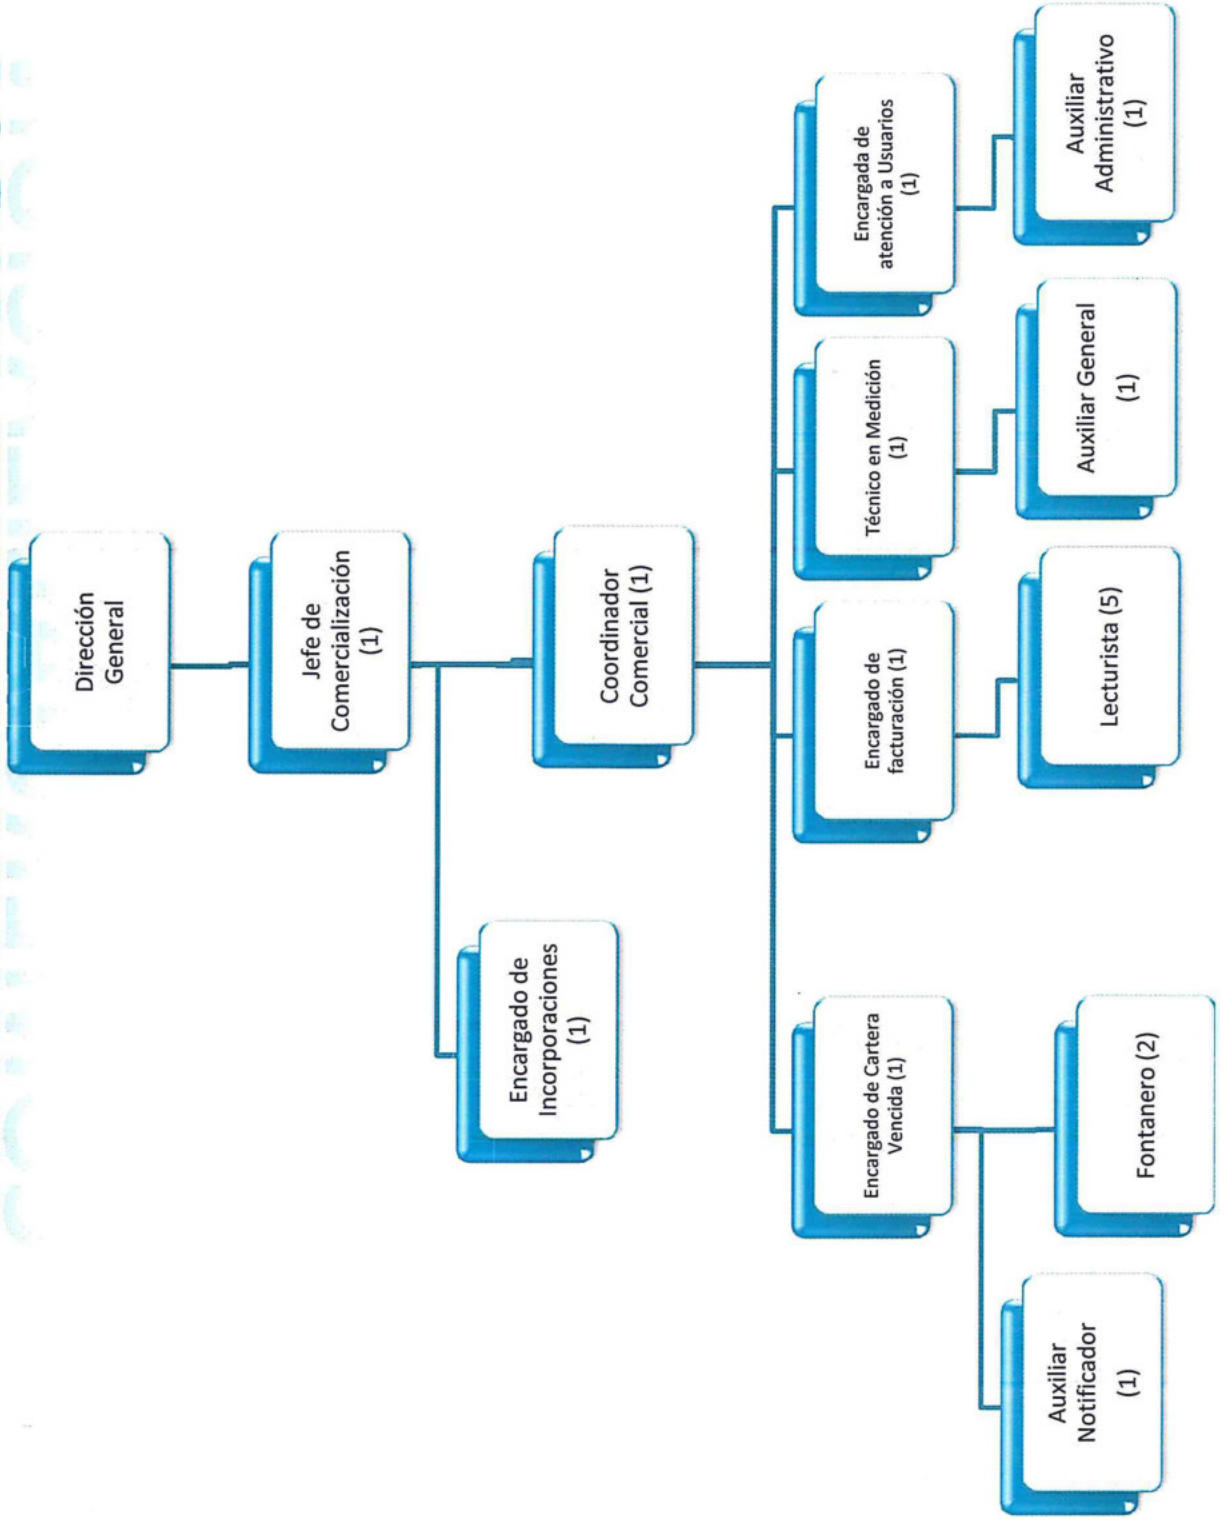 Dirección
General
Jefe de
Comercialización
(1)
Encargado de
Incorporaciones
(1)
Coordinador
Comercial (1)
Encargado de Cartera
Vencida (1)
Encargado de
facturación (1)
Técnico en Medición
(1)
Encargada de
atención a Usuarios
(1)
Auxiliar
Notificador
(1)
Fontanero (2)
Lecturista (5)
Auxiliar General
(1)
Auxiliar
Administrativo
(1)